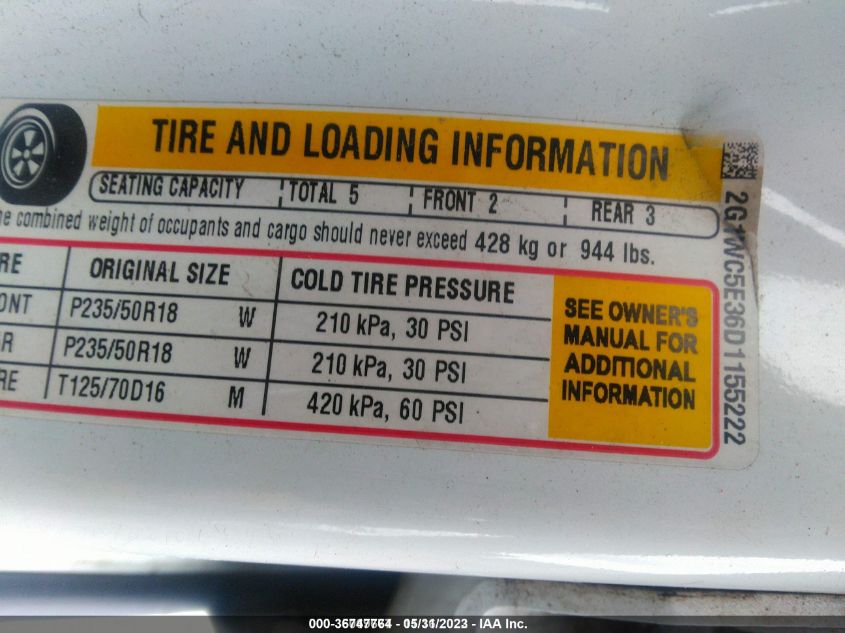 TIRE AND LOADING INFORMATION
SEATING CAPACITY TOTAL 5 FRONT 2 REAR 3
combined weight of occupants and cargo should never exceed 428 kg or 944 lbs.
RE ORIGINAL SIZE COLD TIRE PRESSURE
ONT P235/50R18 W 210 kPa, 30 PSI
R P235/50R18 W 210 kPa, 30 PSI
RE T125/70D16 M 420 kPa, 60 PSI
SEE OWNER'S
MANUAL FOR
ADDITIONAL
INFORMATION
2G1WC5E36D1155222
05/31/2023 - IAA Inc.